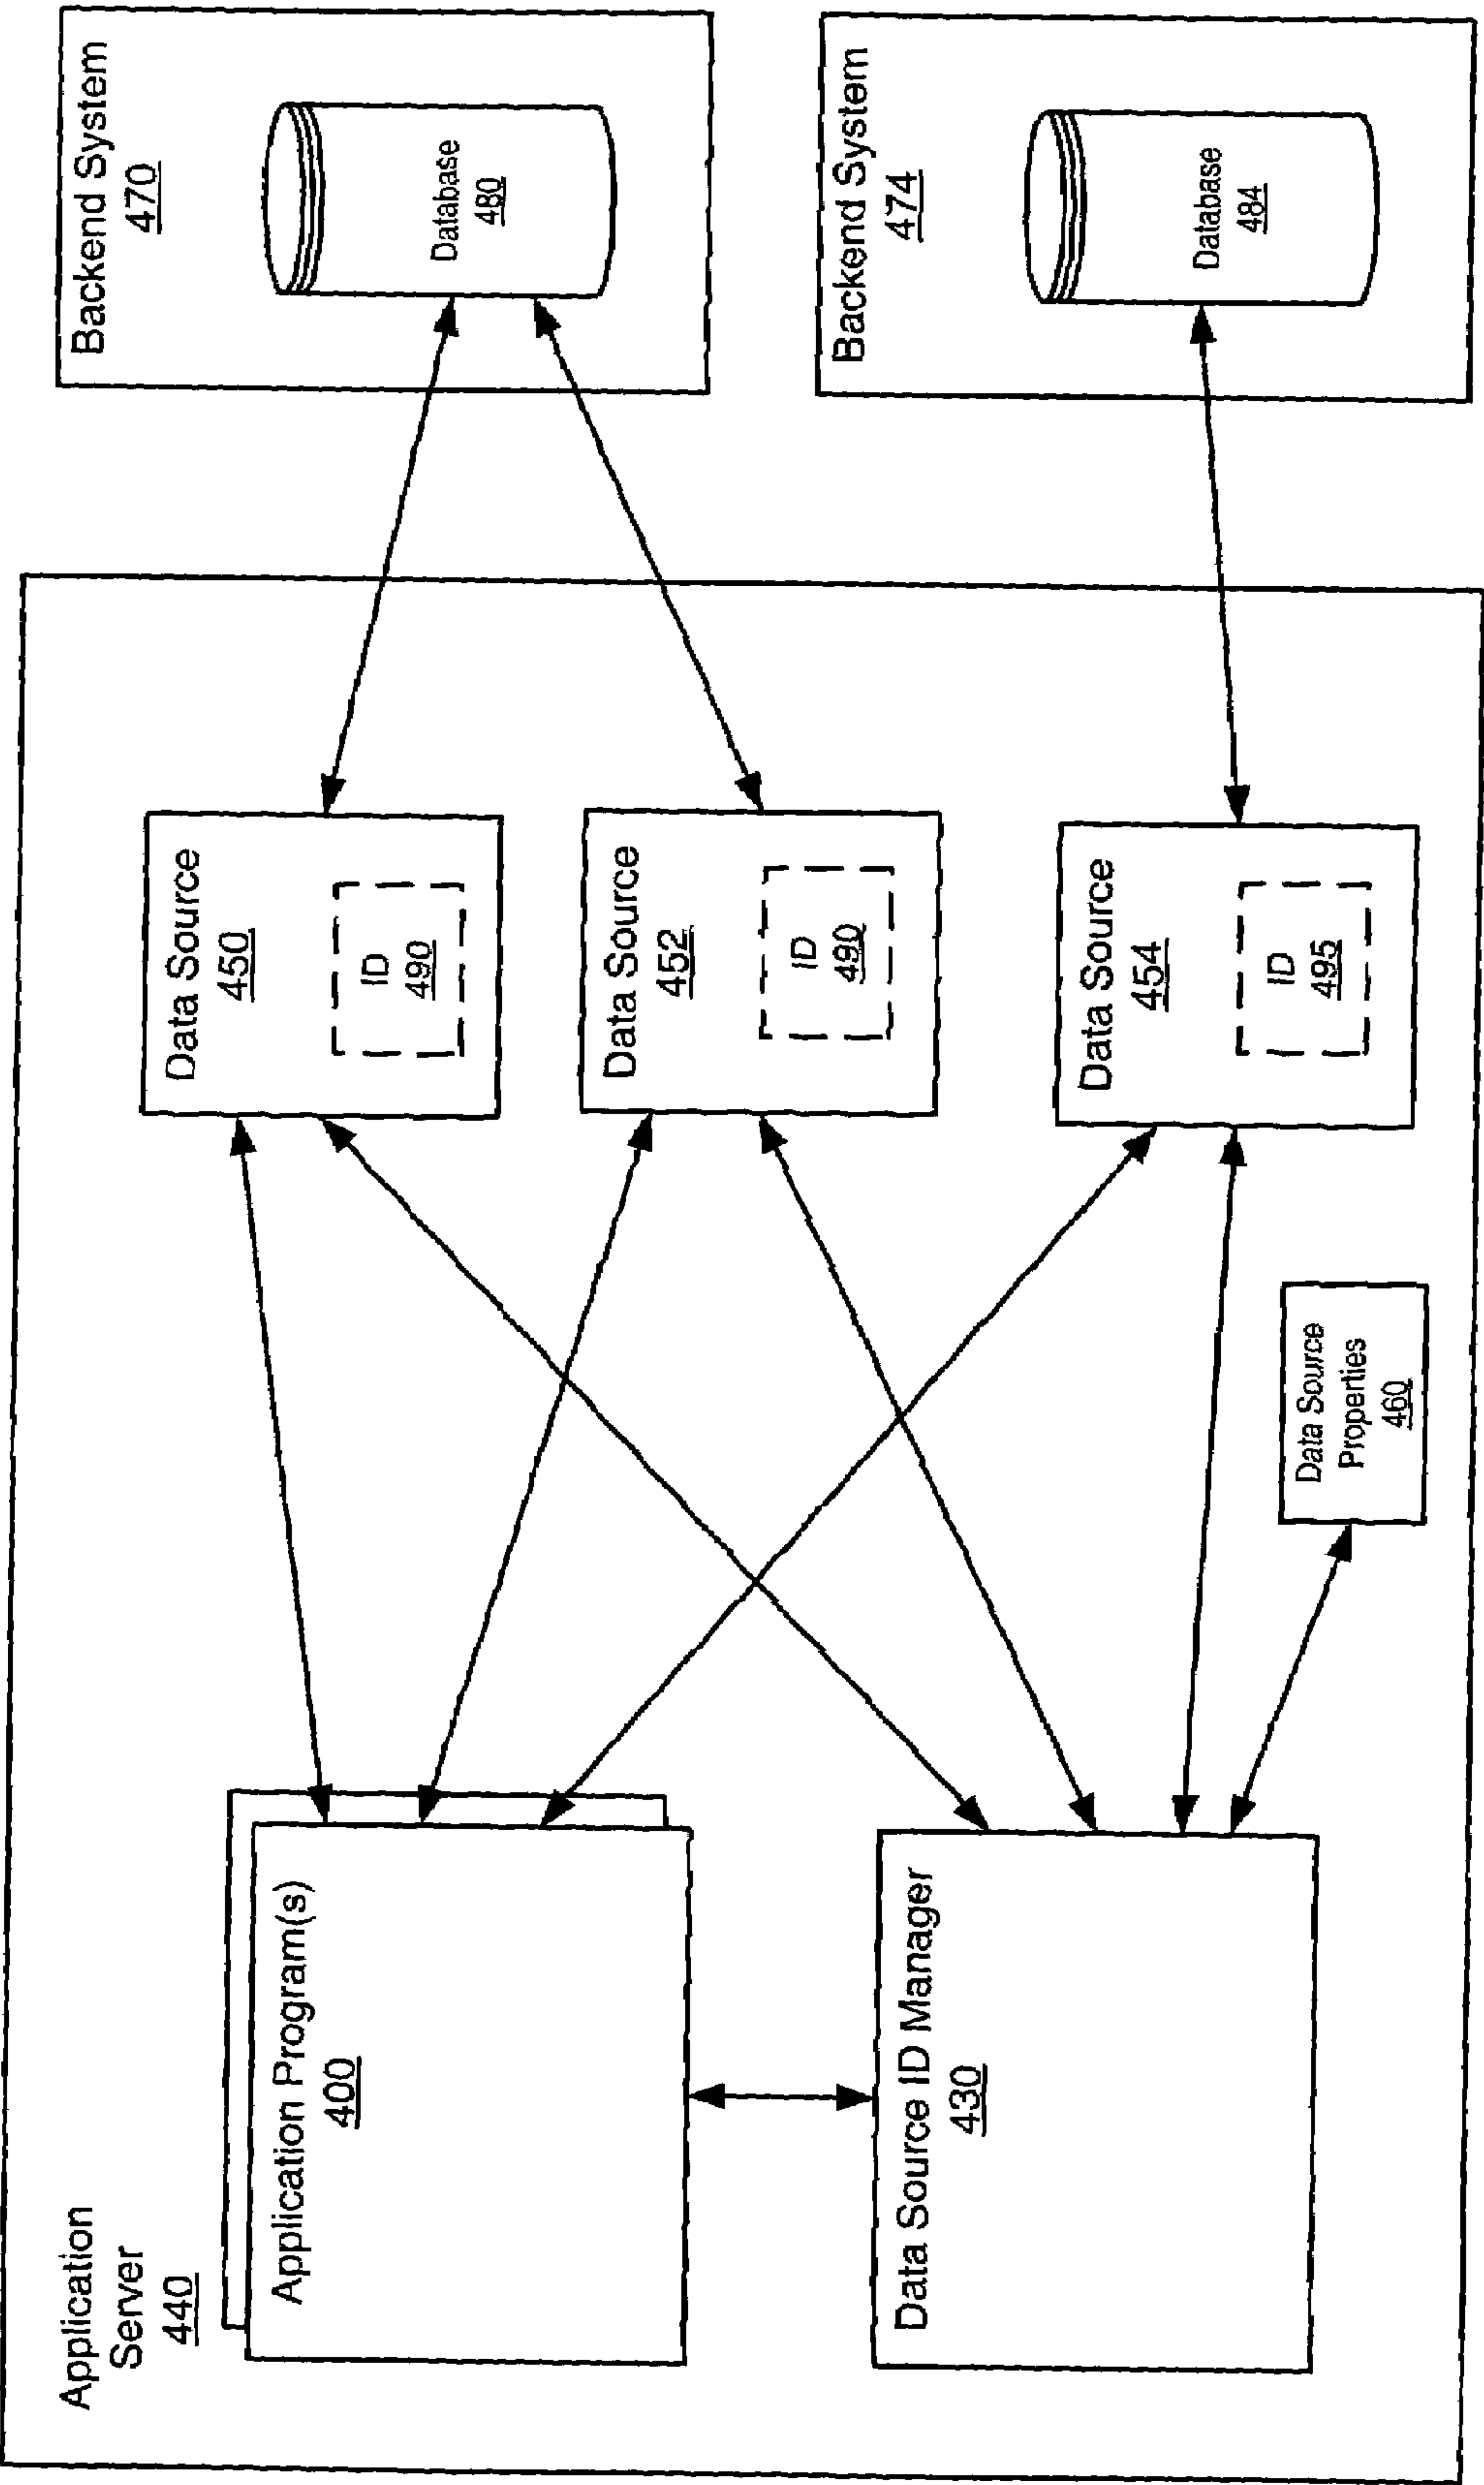 Application
Server
440
Application Program(s)
400
Data Source ID Manager
430
Data Source
450
ID
490
Data Source
452
ID
490
Data Source
454
ID
495
Data Source
Properties
460
Backend System
470
Database
480
Backend System
474
Database
484